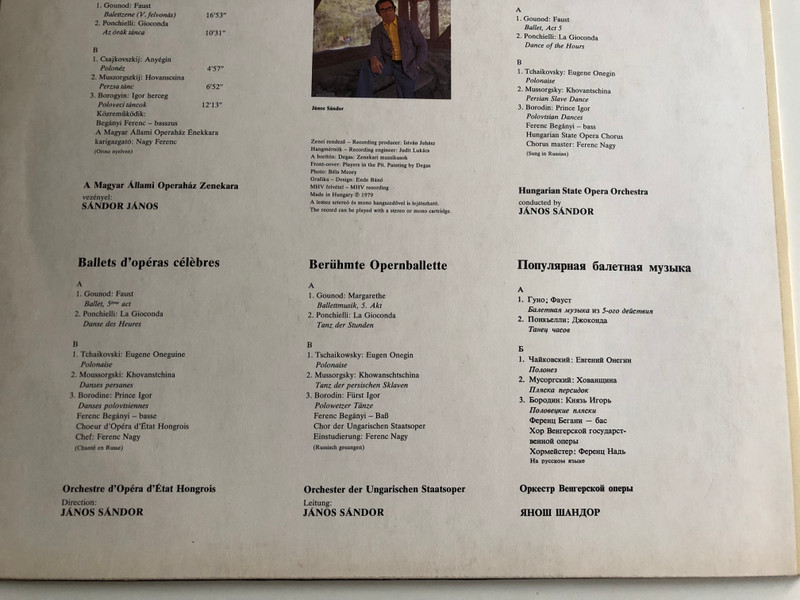 1. Gounod: Faust
Balettzene (V. felvonás) 16'53"
2. Ponchielli: Gioconda
Az órák tánca 10'31"
B
1. Csajkovszkij: Anyégin
Polonéz 4'57"
2. Muszorgszkij: Hovanscsina
Perzsa tánc 6'52"
3. Borogyin: Igor herceg
Poloveci táncok 12'13"
Közreműködik:
Begányi Ferenc – basszus
A Magyar Állami Operaház Énekkara
karigazgató: Nagy Ferenc
(Orosz nyelven)
A Magyar Állami Operaház Zenekara
vezényel:
SÁNDOR JÁNOS
János Sándor
Zenei rendező – Recording producer: István Juhász
Hangmérnök – Recording engineer: Judit Lukács
A borítón: Degas: Zenekari muzsikusok
Front-cover: Players in the Pit. Painting by Degas
Photo: Béla Mezey
Grafika – Design: Ende Bánó
MHV felvétel – MHV recording
Made in Hungary ℗ 1979
A lemez sztereó és mono hangszedővel is lejátszható.
The record can be played with a stereo or mono cartridge.
A
1. Gounod: Faust
Ballet, Act 5
2. Ponchielli: La Gioconda
Dance of the Hours
B
1. Tchaikovsky: Eugene Onegin
Polonaise
2. Mussorgsky: Khovantschina
Persian Slave Dance
3. Borodin: Prince Igor
Polovtsian Dances
Ferenc Begányi – bass
Hungarian State Opera Chorus
Chorus master: Ferenc Nagy
(Sung in Russian)
Hungarian State Opera Orchestra
conducted by
JÁNOS SÁNDOR
Ballets d'opéras célèbres
A
1. Gounod: Faust
Ballet, 5ème act
2. Ponchielli: La Gioconda
Danse des Heures
B
1. Tchaikovski: Eugene Oneguine
Polonaise
2. Moussorgski: Khovanstchina
Danses persanes
3. Borodine: Prince Igor
Danses polovtsiennes
Ferenc Begányi – basse
Choeur d'Opéra d'État Hongrois
Chef: Ferenc Nagy
(Chanté en Russe)
Orchestre d'Opéra d'État Hongrois
Direction:
JÁNOS SÁNDOR
Berühmte Opernballette
A
1. Gounod: Margarethe
Ballettmusik, 5. Akt
2. Ponchielli: La Gioconda
Tanz der Stunden
B
1. Tschaikowsky: Eugen Onegin
Polonaise
2. Mussorgsky: Khowanschtschina
Tanz der persischen Sklaven
3. Borodin: Fürst Igor
Polowetzer Tänze
Ferenc Begányi – Baß
Chor der Ungarischen Staatsoper
Einstudierung: Ferenc Nagy
(Russisch gesungen)
Orchester der Ungarischen Staatsoper
Leitung:
JÁNOS SÁNDOR
Популярная балетная музыка
А
1. Гуно; Фауст
Балетная музыка из 5-ого действия
2. Понкьелли: Джоконда
Танец часов
Б
1. Чайковский: Евгений Онегин
Полонез
2. Мусоргский: Хованщина
Пляска персидок
3. Бородин: Князь Игорь
Половецкие пляски
Ференц Бегани — бас
Хор Венгерской государст-
венной оперы
Хормейстер: Ференц Надь
На русском языке
Оркестр Венгерской оперы
ЯНОШ ШАНДОР